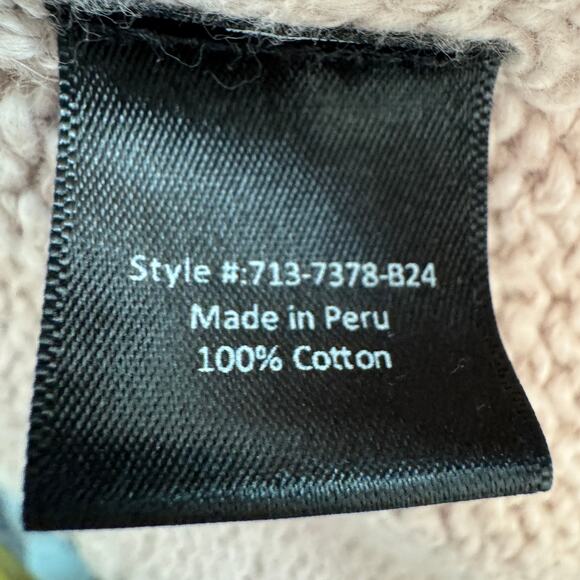 Style #:713-7378-B24
Made in Peru
100% Cotton